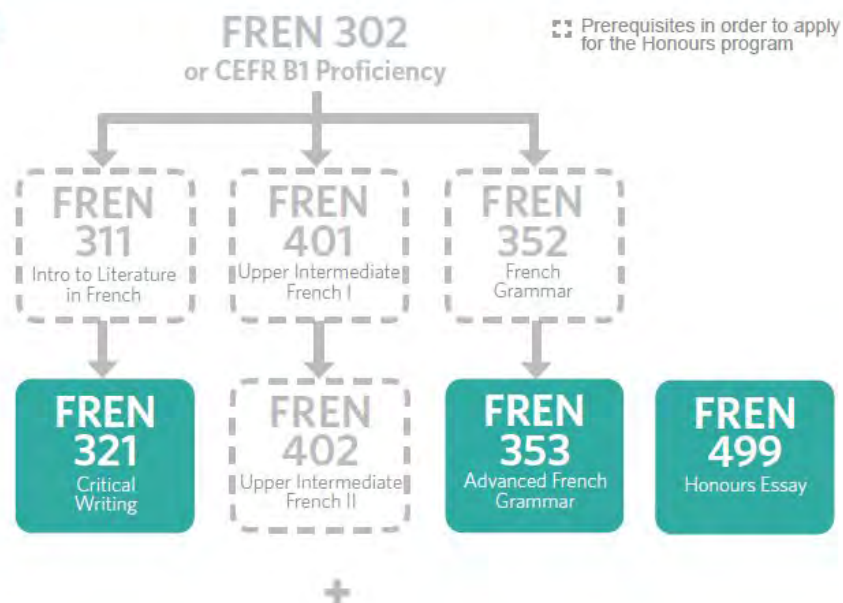 FREN 302
or CEFR B1 Proficiency
Prerequisites in order to apply
for the Honours program
FREN
311
Intro to Literature
in French
FREN
401
Upper Intermediate
French I
FREN
352
French
Grammar
FREN
321
Critical
Writing
FREN
402
Upper Intermediate
French II
FREN
353
Advanced French
Grammar
FREN
499
Honours Essay
+